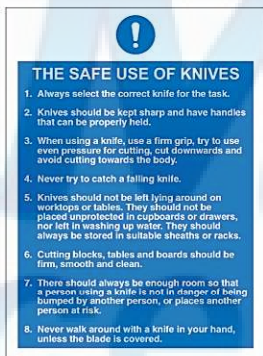 THE SAFE USE OF KNIVES
1. Always select the correct knife for the task.
2. Knives should be kept sharp and have handles
that can be properly held.
3. When using a knife, use a firm grip, try to use
even pressure for cutting, cut downwards and
avoid cutting towards the body.
4. Never try to catch a falling knife.
5. Knives should not be left lying around on
worktops or tables. They should not be
placed unprotected in cupboards or drawers,
nor left in washing up water. They should
always be stored in suitable sheaths or racks.
6. Cutting blocks, tables and boards should be
firm, smooth and clean.
7. There should always be enough room so that
a person using a knife is not in danger of being
bumped by another person, or places another
person at risk.
8. Never walk around with a knife in your hand,
unless the blade is covered.